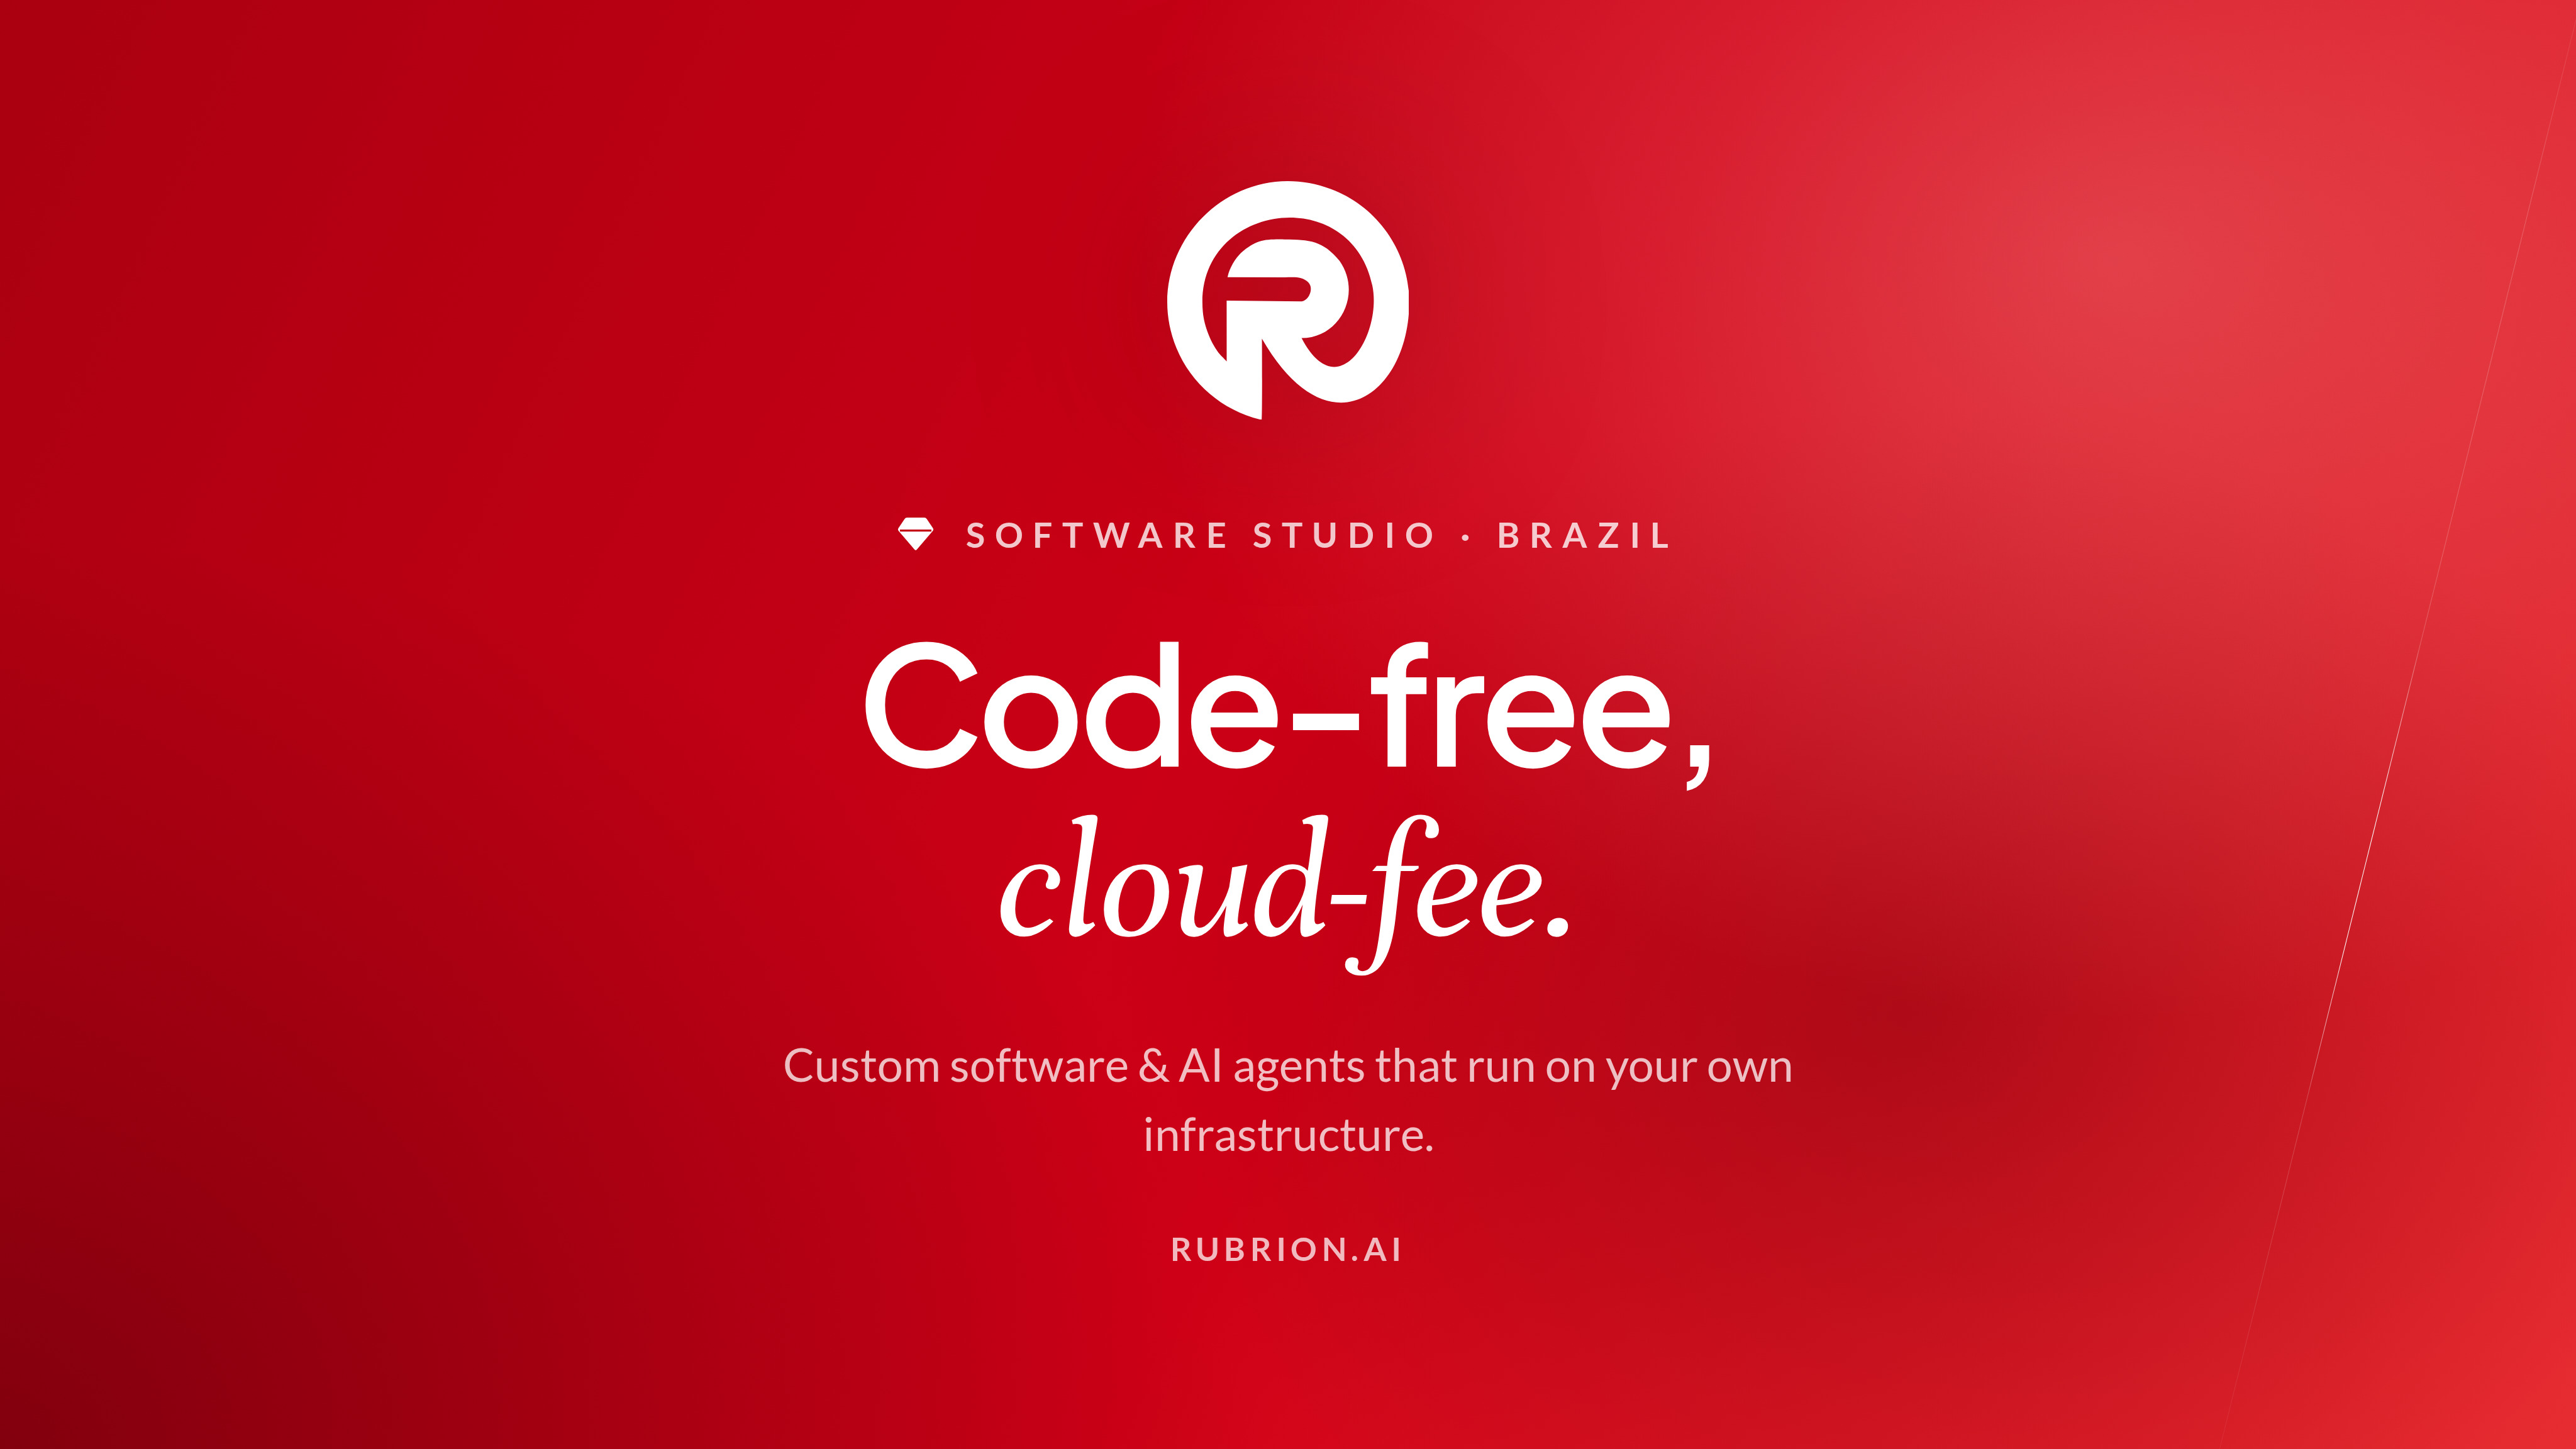 R
SOFTWARE STUDIO · BRAZIL
Code-free,
cloud-fee.
Custom software & AI agents that run on your own
infrastructure.
RUBRION.AI